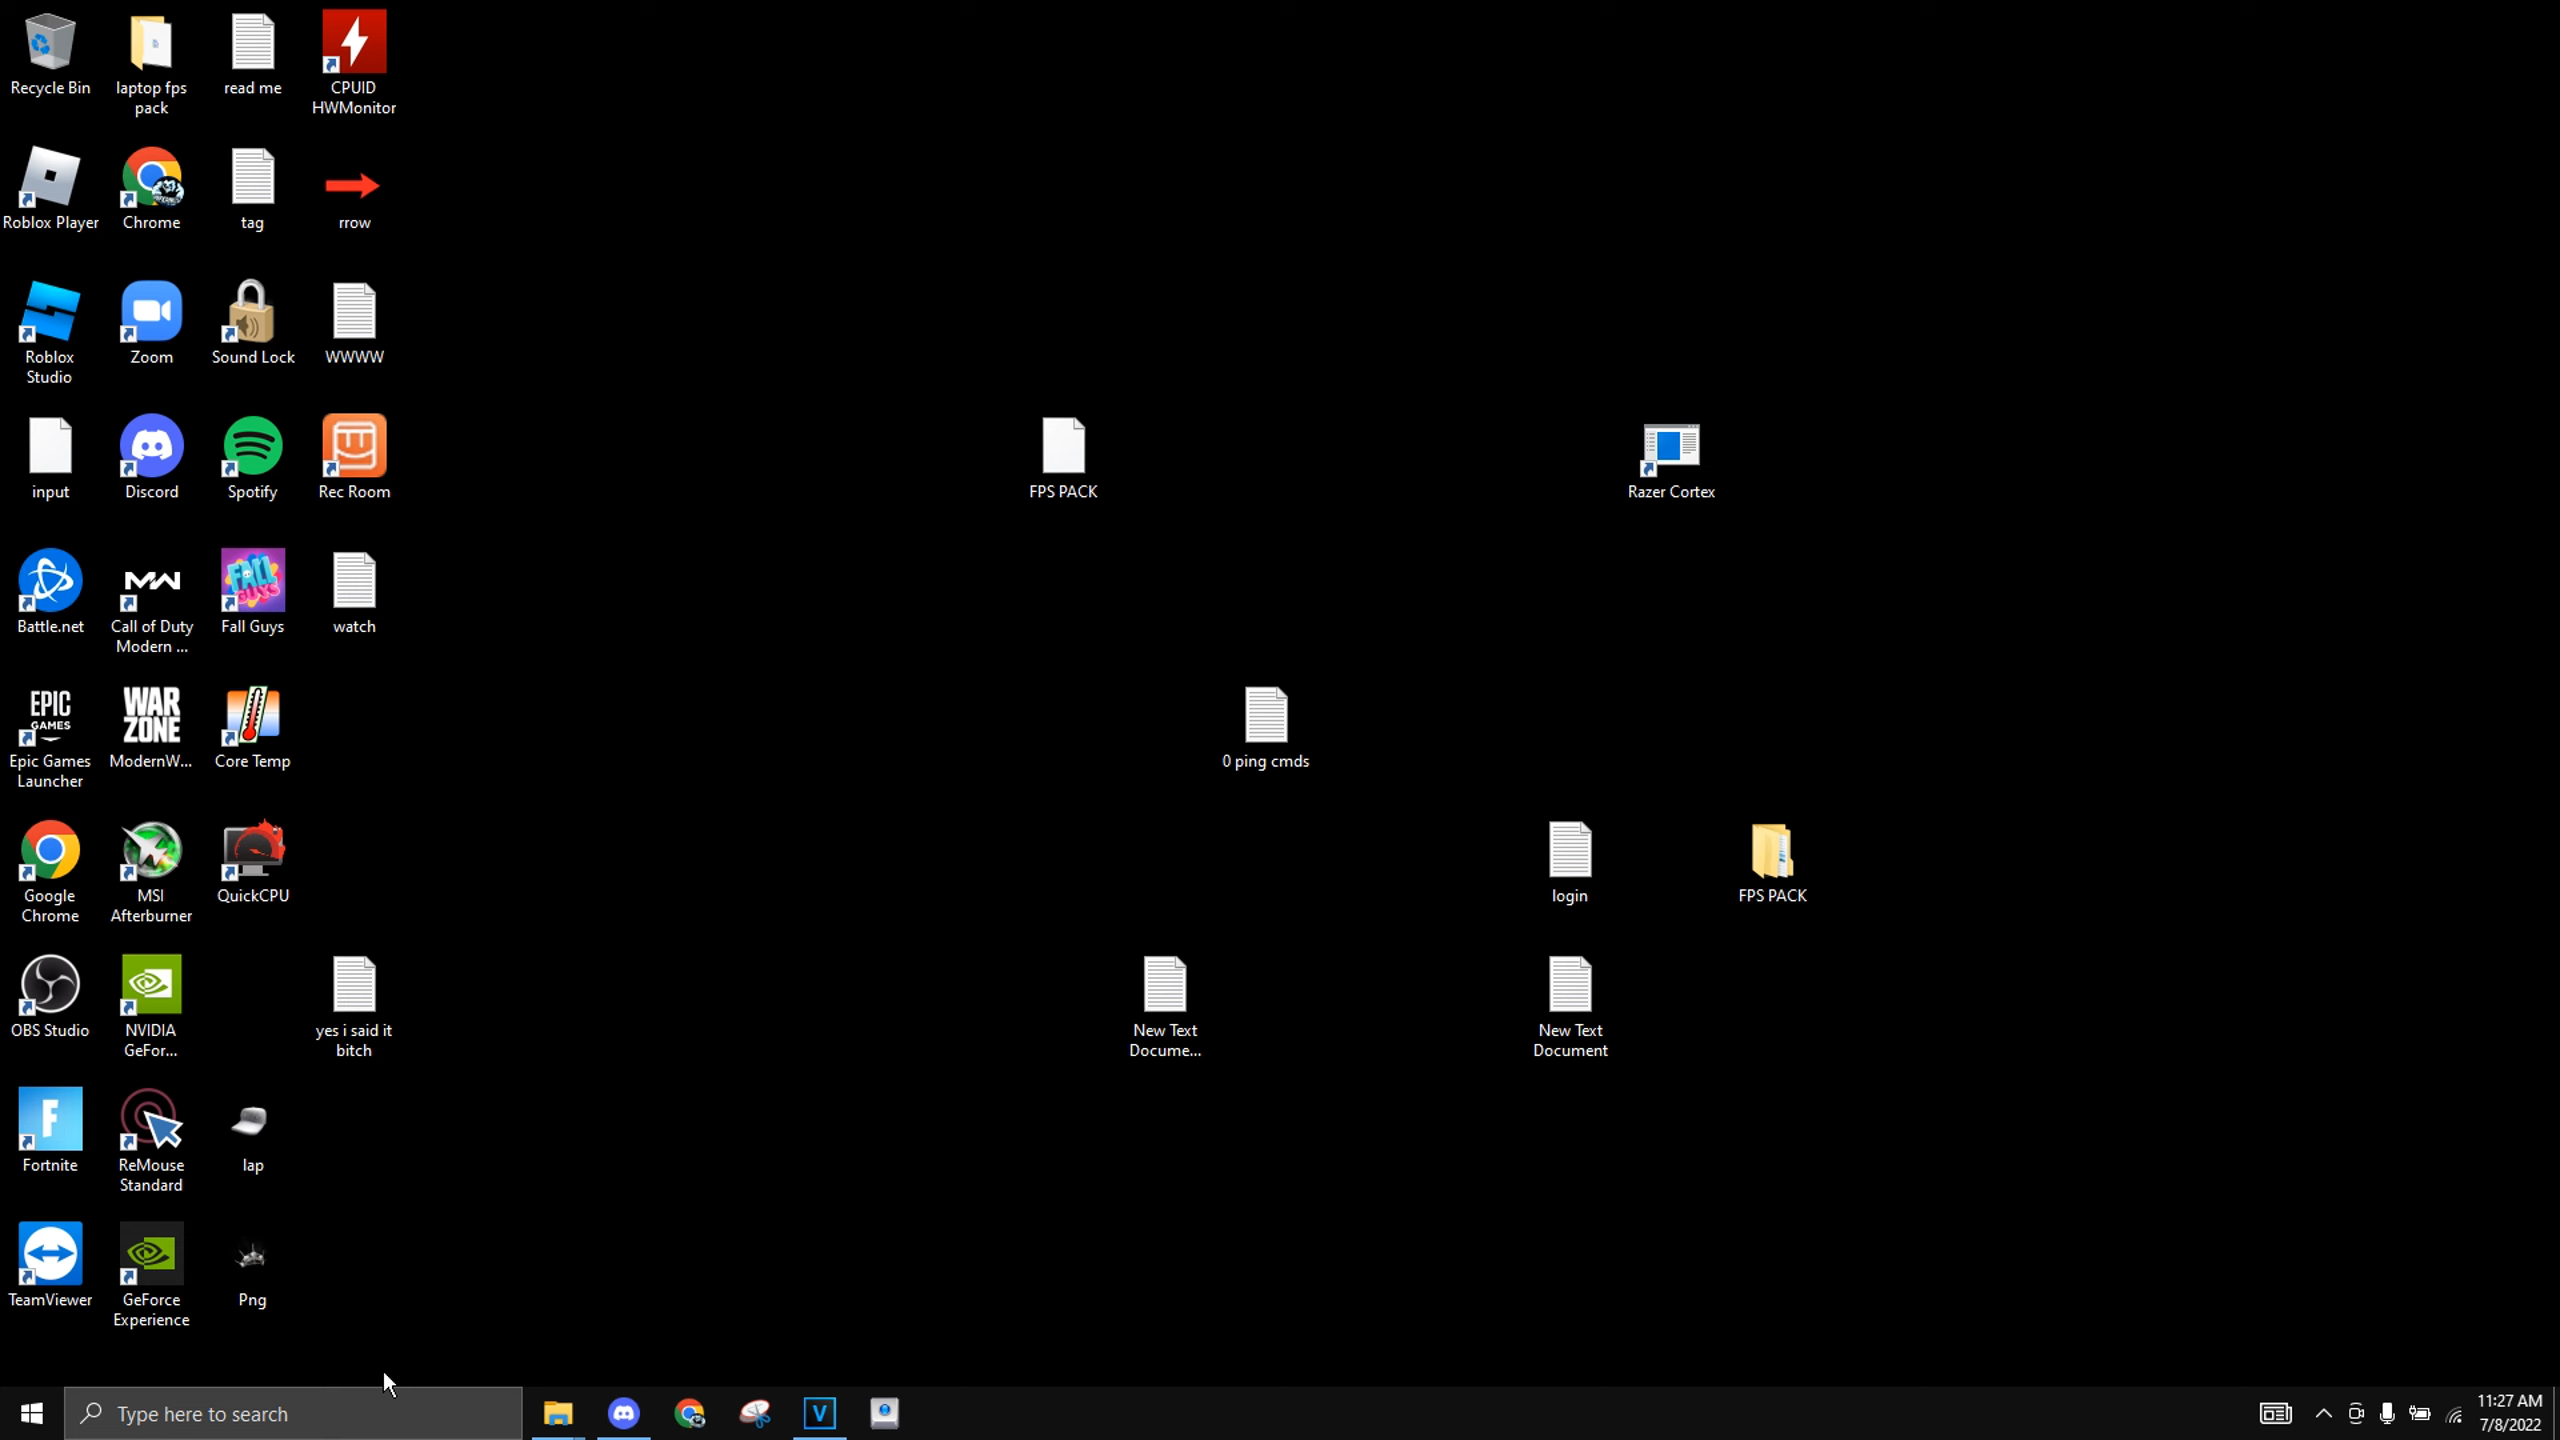 Recycle Bin
laptop fps
pack
read me
CPUID
HWMonitor
Roblox Player
Chrome
tag
rrow
Roblox
Studio
Zoom
Sound Lock
WWWW
input
Discord
Spotify
Rec Room
FPS PACK
Razer Cortex
Battle.net
MW
Call of Duty
Modern ...
FALL
GUYS
Fall Guys
watch
EPIC
GAMES
Epic Games
Launcher
WAR
ZONE
ModernW...
Core Temp
0 ping cmds
Google
Chrome
MSI
Afterburner
QuickCPU
login
FPS PACK
OBS Studio
NVIDIA
GeFor...
yes i said it
bitch
New Text
Docume...
New Text
Document
F
Fortnite
ReMouse
Standard
lap
TeamViewer
GeForce
Experience
Png
Type here to search
V
11:27 AM
7/8/2022